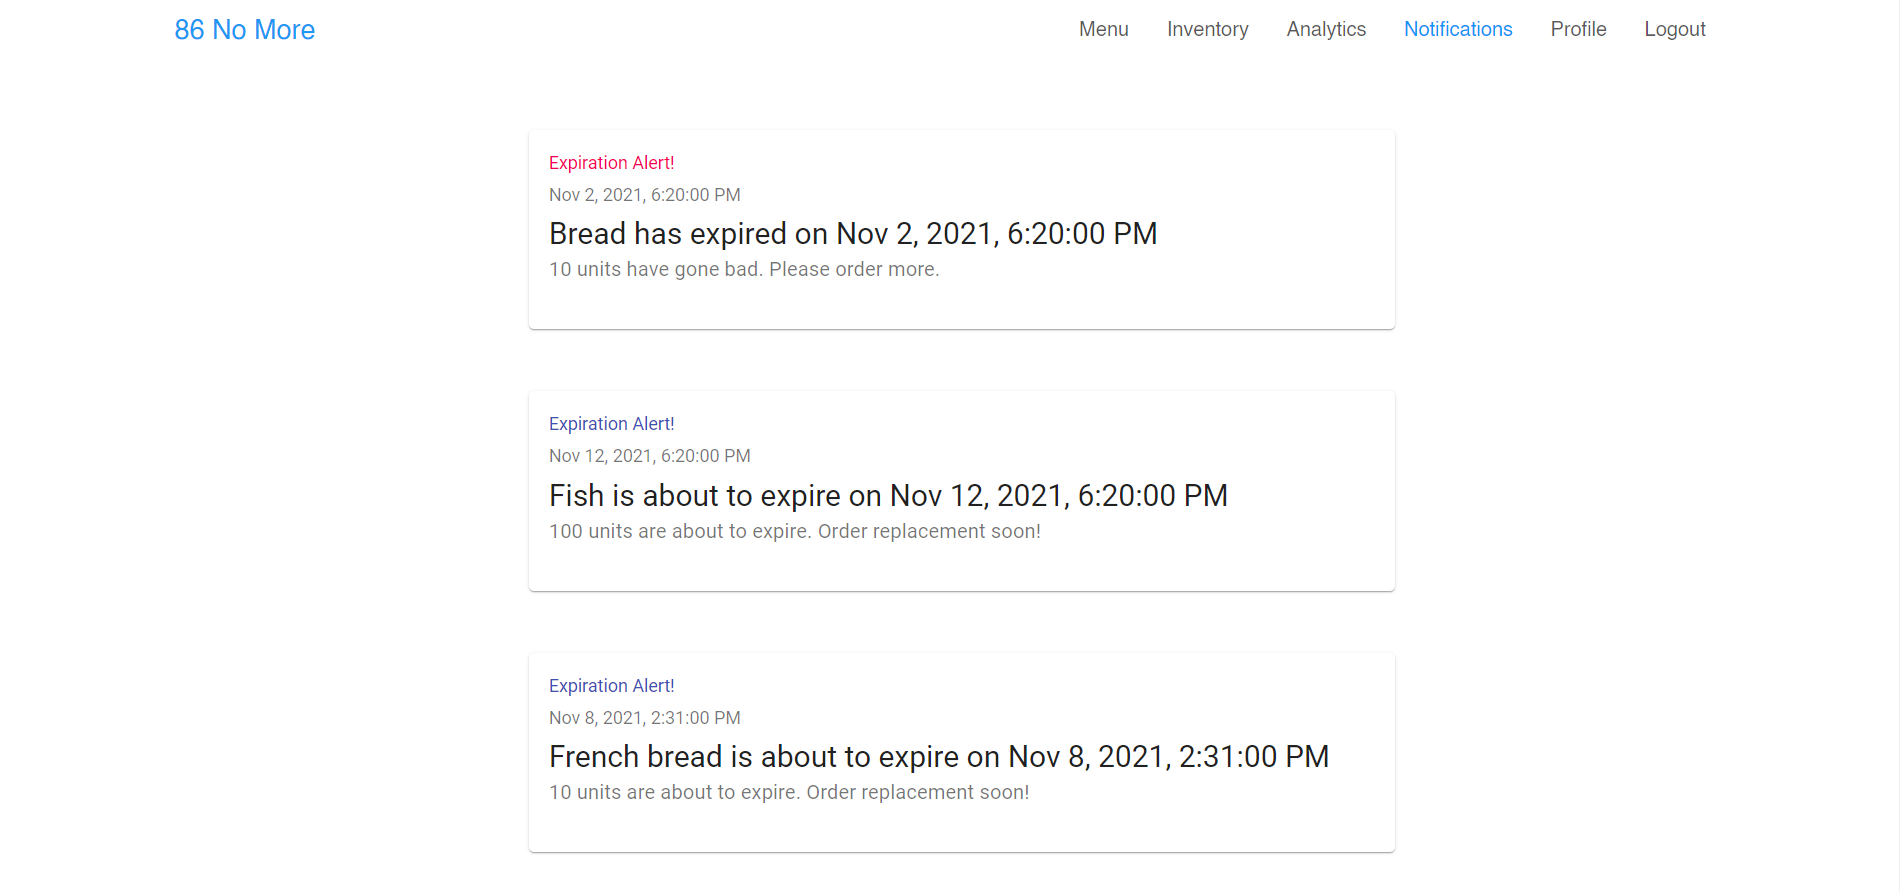 86 No More
Menu Inventory Analytics Notifications Profile Logout
Expiration Alert!
Nov 2, 2021, 6:20:00 PM
Bread has expired on Nov 2, 2021, 6:20:00 PM
10 units have gone bad. Please order more.
Expiration Alert!
Nov 12, 2021, 6:20:00 PM
Fish is about to expire on Nov 12, 2021, 6:20:00 PM
100 units are about to expire. Order replacement soon!
Expiration Alert!
Nov 8, 2021, 2:31:00 PM
French bread is about to expire on Nov 8, 2021, 2:31:00 PM
10 units are about to expire. Order replacement soon!